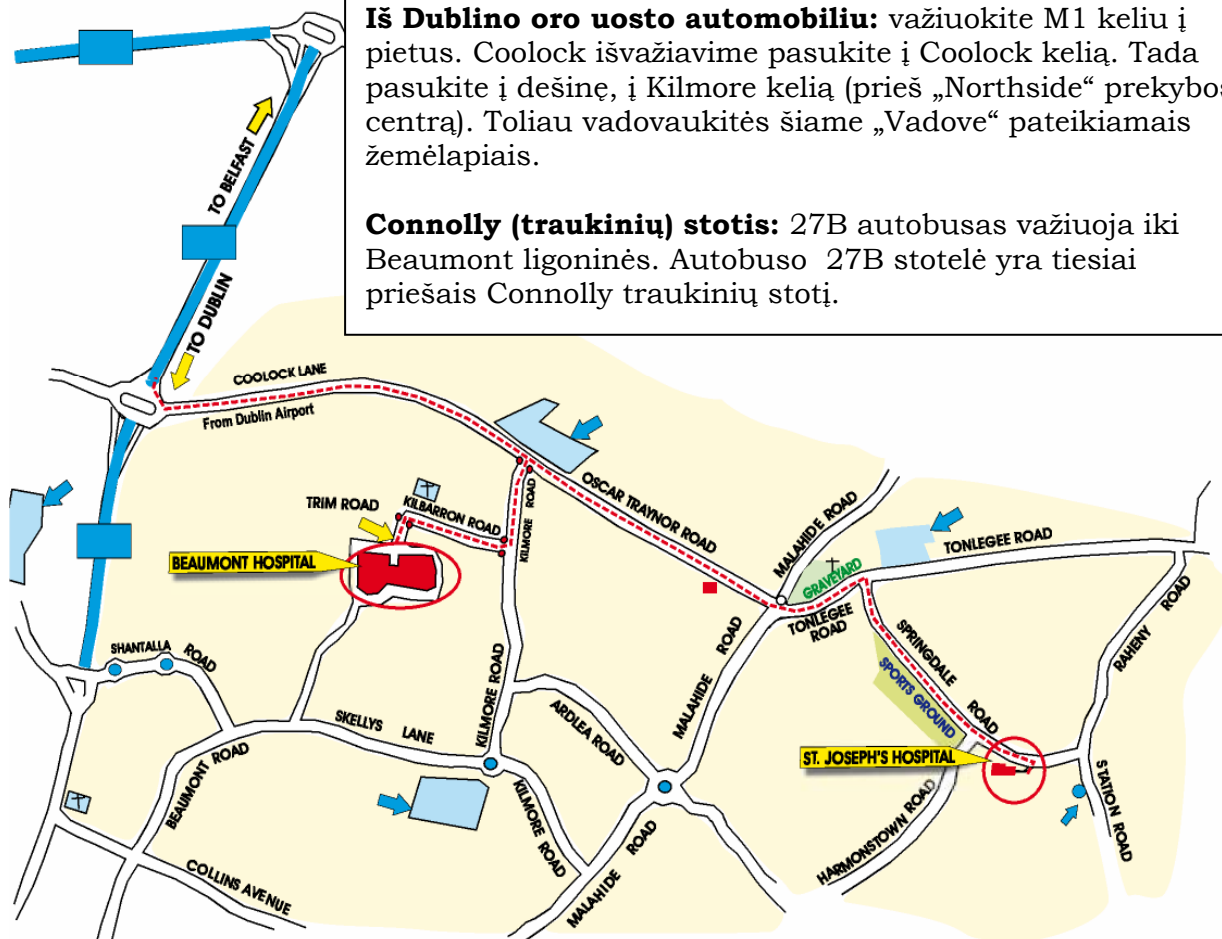 Iš Dublino oro uosto automobiliu: važiuokite M1 keliu į
pietus. Coolock išvažiavime pasukite į Coolock kelią. Tada
pasukite į dešinę, į Kilmore kelią (prieš „Northside“ prekybos
centrą). Toliau vadovaukitės šiame „Vadove“ pateikiamais
žemėlapiais.
Connolly (traukinių) stotis: 27B autobusas važiuoja iki
Beaumont ligoninės. Autobuso 27B stotelė yra tiesiai
priešais Connolly traukinių stotį.
TO BELFAST
TO DUBLIN
COOLOCK LANE
From Dublin Airport
OSCAR TRAYNOR ROAD
MALAHIDE ROAD
TRIM ROAD
KILBARRON ROAD
KILMORE ROAD
TONLEGEE ROAD
BEAUMONT HOSPITAL
GRAVEYARD
TONLEGEE
ROAD
RAHENY ROAD
SHANTALLA ROAD
SPRINGDALE ROAD
SPORTS GROUND
MALAHIDE ROAD
KILMORE ROAD
ARDLEA ROAD
SKELLYS LANE
BEAUMONT ROAD
ST. JOSEPH'S HOSPITAL
STATION ROAD
KILMORE ROAD
HARMONSTOWN ROAD
MALAHIDE ROAD
COLLINS AVENUE